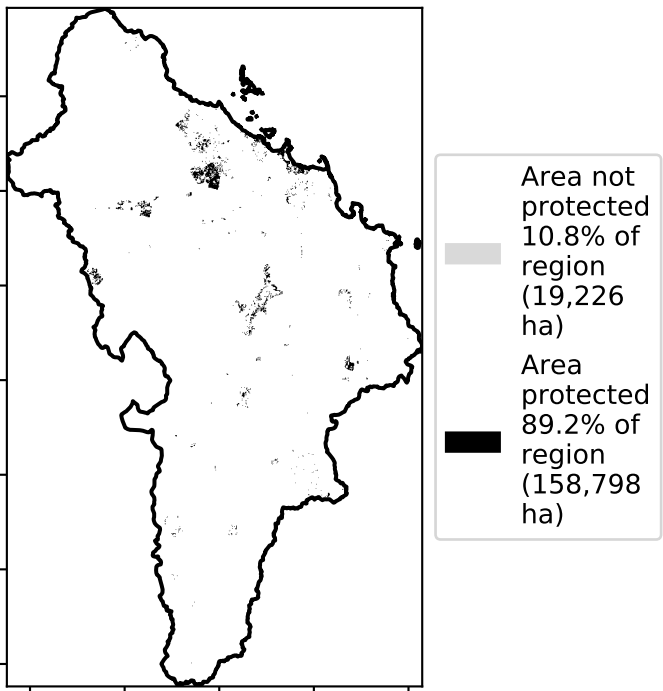 Area not
protected
10.8% of
region
(19,226
ha)
Area
protected
89.2% of
region
(158,798
ha)